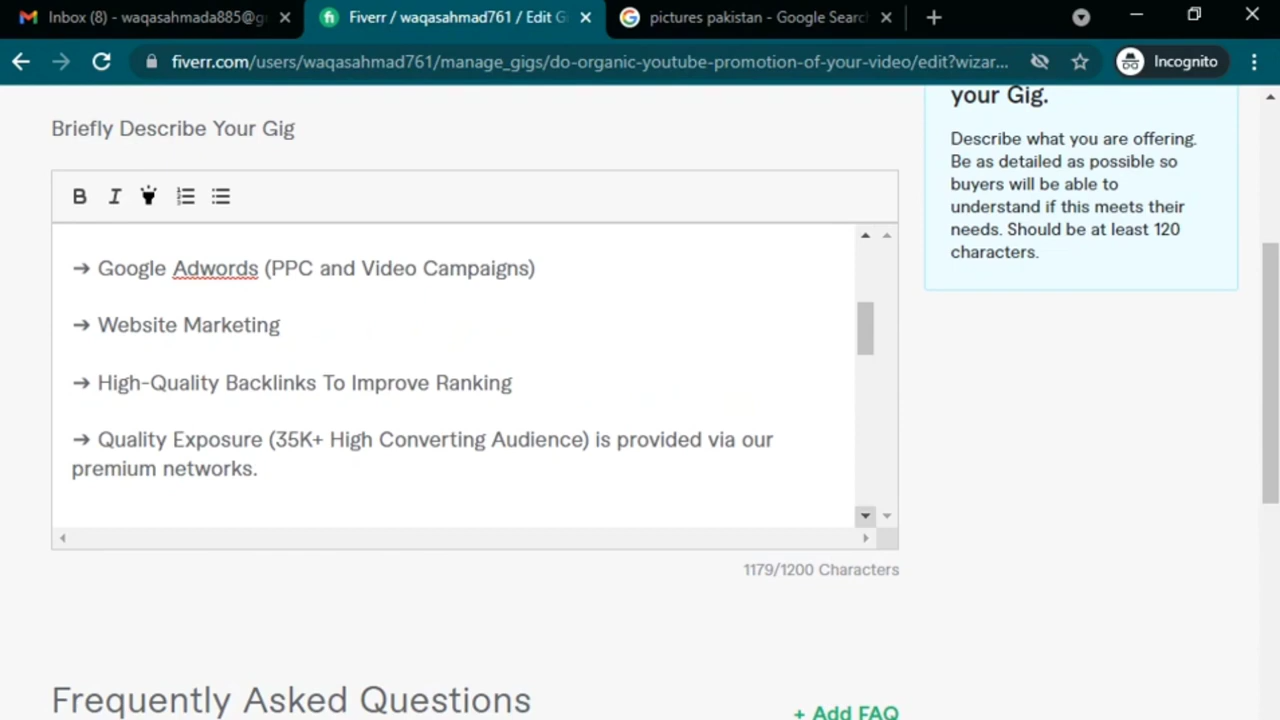 Inbox (8) - waqasahmada885@g
Fiverr / waqasahmad761 / Edit G
pictures pakistan - Google Searc
fiverr.com/users/waqasahmad761/manage_gigs/do-organic-youtube-promotion-of-your-video/edit?wizar...
Incognito
your Gig.
Describe what you are offering.
Be as detailed as possible so
buyers will be able to
understand if this meets their
needs. Should be at least 120
characters.
Briefly Describe Your Gig
B I
→ Google Adwords (PPC and Video Campaigns)
→ Website Marketing
→ High-Quality Backlinks To Improve Ranking
→ Quality Exposure (35K+ High Converting Audience) is provided via our
premium networks.
1179/1200 Characters
Frequently Asked Questions
+ Add FAQ